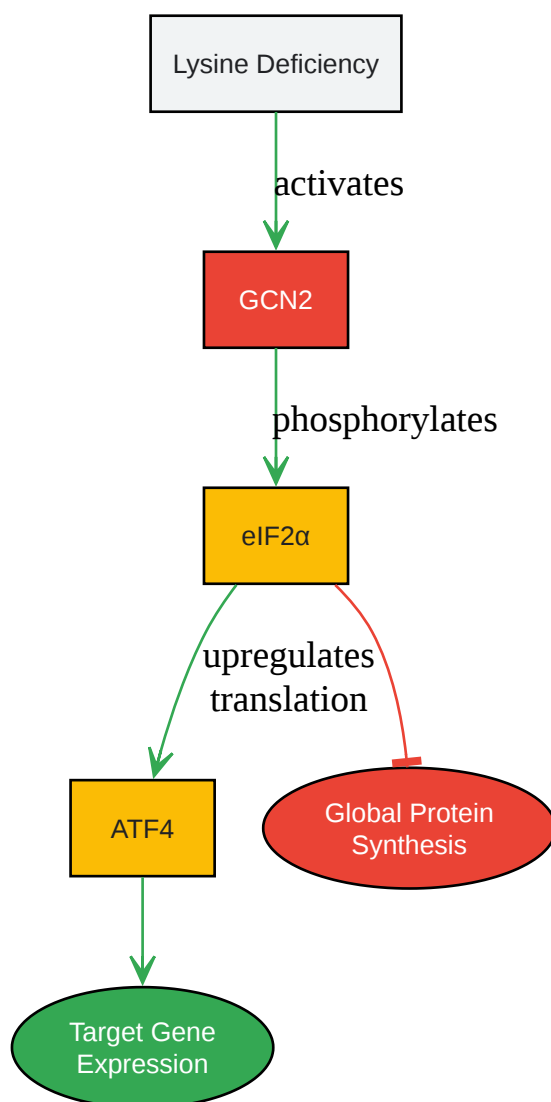 Lysine Deficiency
activates
GCN2
phosphorylates
eIF2α
upregulates
translation
ATF4
Global Protein
Synthesis
Target Gene
Expression